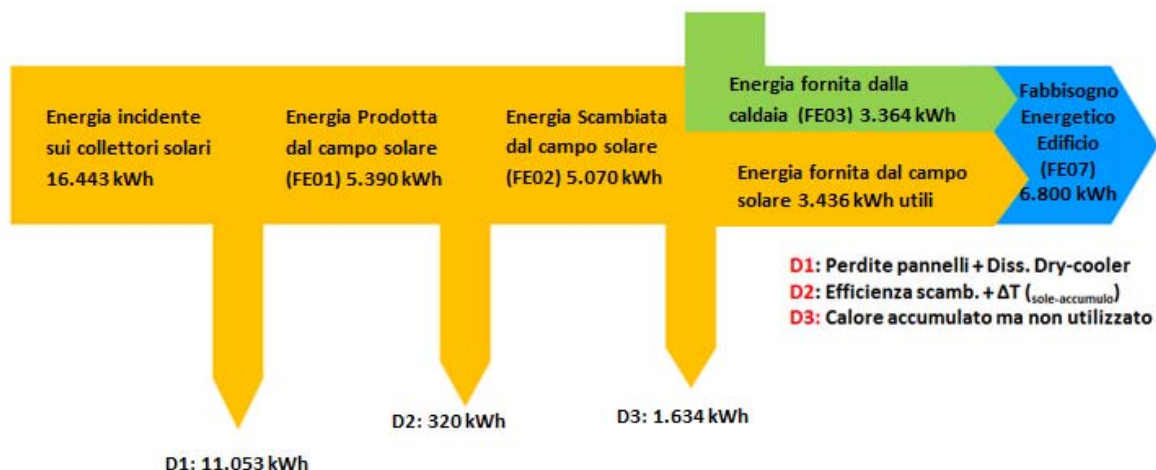 Energia incidente
sui collettori solari
16.443 kWh
Energia Prodotta
dal campo solare
(FE01) 5.390 kWh
Energia Scambiata
dal campo solare
(FE02) 5.070 kWh
Energia fornita dalla
caldaia (FE03) 3.364 kWh
Energia fornita dal campo
solare 3.436 kWh utili
Fabbisogno
Energetico
Edificio
(FE07)
6.800 kWh
D1: Perdite pannelli + Diss. Dry-cooler
D2: Efficienza scamb. + ΔT (sole-accumulo)
D3: Calore accumulato ma non utilizzato
D3: 1.634 kWh
D2: 320 kWh
D1: 11.053 kWh